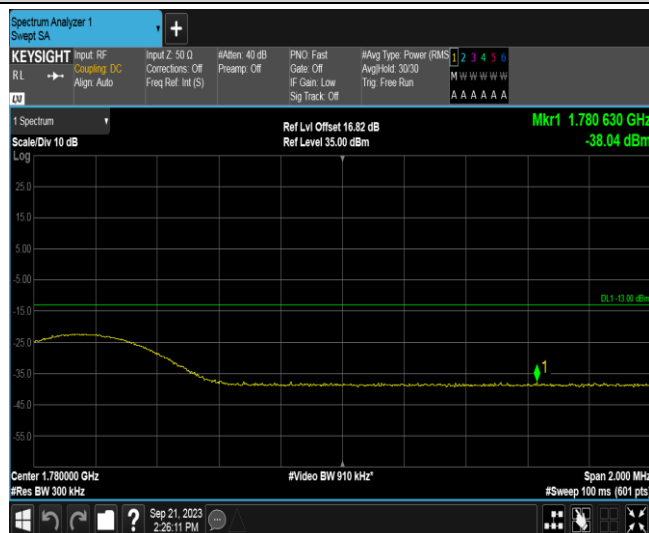 Spectrum Analyzer 1
Swept SA
+
KEYSIGHT
RL
LXI
Input: RF
Coupling: DC
Align: Auto
Input Z: 50 Ω
Corrections: Off
Freq Ref: Int (S)
#Atten: 40 dB
Preamp: Off
PNO: Fast
Gate: Off
IF Gain: Low
Sig Track: Off
#Avg Type: Power (RMS
Avg|Hold: 30/30
Trig: Free Run
1 2 3 4 5 6
M W W W W W
A A A A A A
1 Spectrum
Scale/Div 10 dB
Log
Ref Lvl Offset 16.82 dB
Ref Level 35.00 dBm
Mkr1 1.780 630 GHz
-38.04 dBm
25.0
15.0
5.00
-5.00
-15.0
-25.0
-35.0
-45.0
-55.0
DL1 -13.00 dBm
1
Center 1.780000 GHz
#Res BW 300 kHz
#Video BW 910 kHz*
Span 2.000 MHz
#Sweep 100 ms (601 pts)
?
Sep 21, 2023
2:26:11 PM